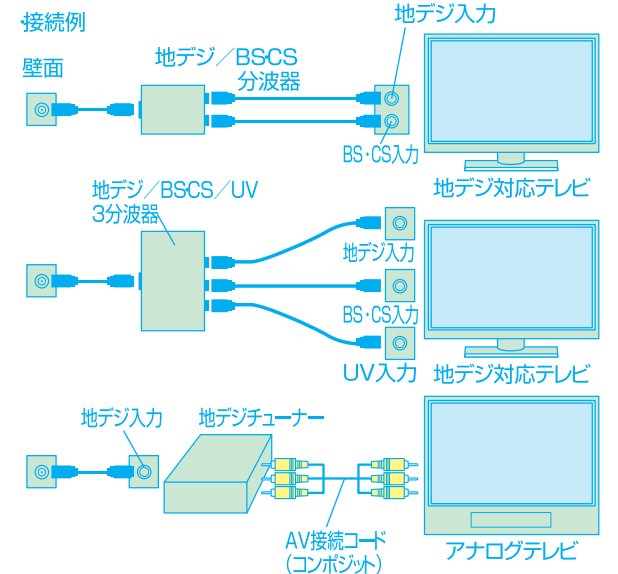 ･接続例
地デジ入力
壁面
地デジ／BS･CS
分波器
BS・CS入力
地デジ対応テレビ
地デジ／BS･CS／UV
3分波器
地デジ入力
BS・CS入力
UV入力
地デジ対応テレビ
地デジ入力
地デジチューナー
AV接続コード
（コンポジット）
アナログテレビ